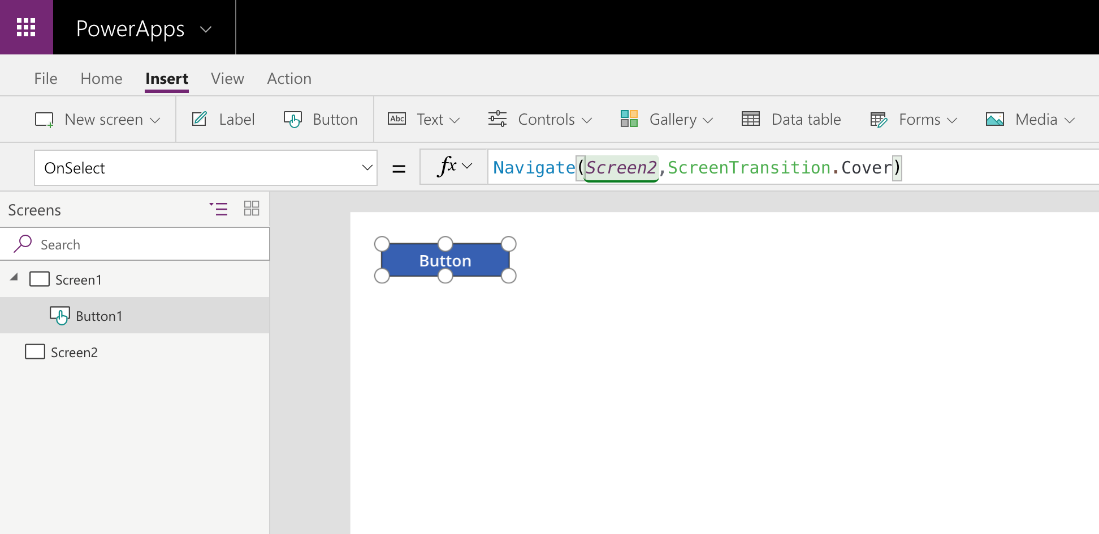 PowerApps
File Home Insert View Action
New screen Label Button Abc Text Controls Gallery Data table Forms Media
OnSelect = fx Navigate(Screen2,ScreenTransition.Cover)
Screens
Search
Screen1
Button1
Screen2
Button